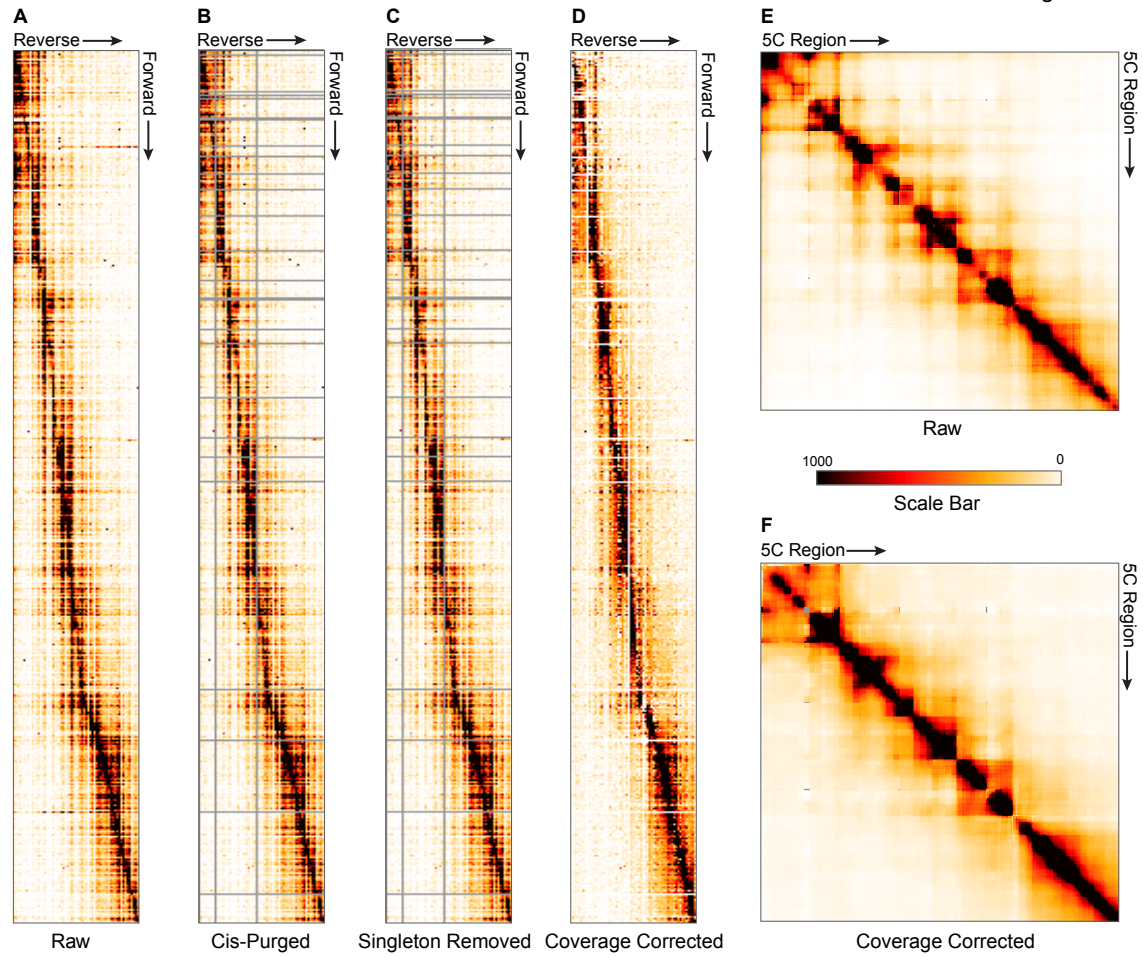 A
Reverse
Forward
Raw
B
Reverse
Forward
Cis-Purged
C
Reverse
Forward
Singleton Removed
D
Reverse
Forward
Coverage Corrected
E
5C Region
5C Region
Raw
1000
0
Scale Bar
F
5C Region
5C Region
Coverage Corrected